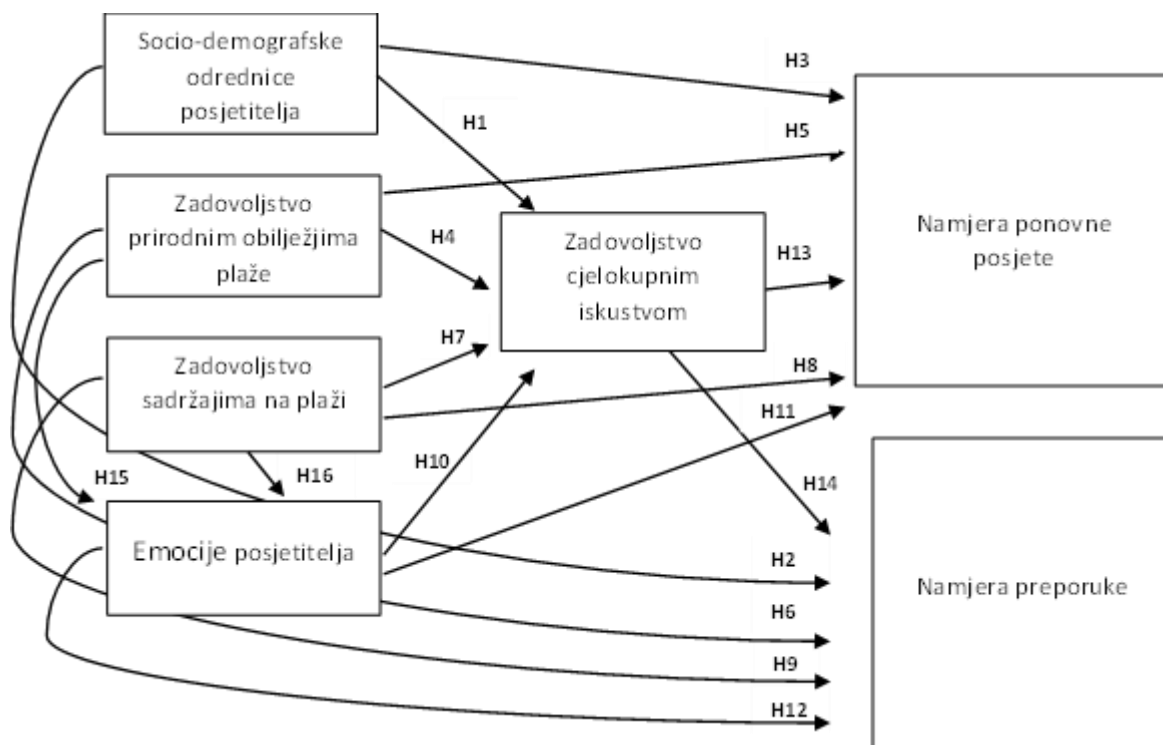 Socio-demografske
odrednice
posjetitelja
H3
H1
H5
Zadovoljstvo
prirodnim obilježjima
plaže
H4
Zadovoljstvo
cjelokupnim
iskustvom
H13
Namjera ponovne
posjete
Zadovoljstvo
sadržajima na plaži
H7
H8
H11
H15
H16
H10
H14
Emocije posjetitelja
H2
H6
H9
H12
Namjera preporuke